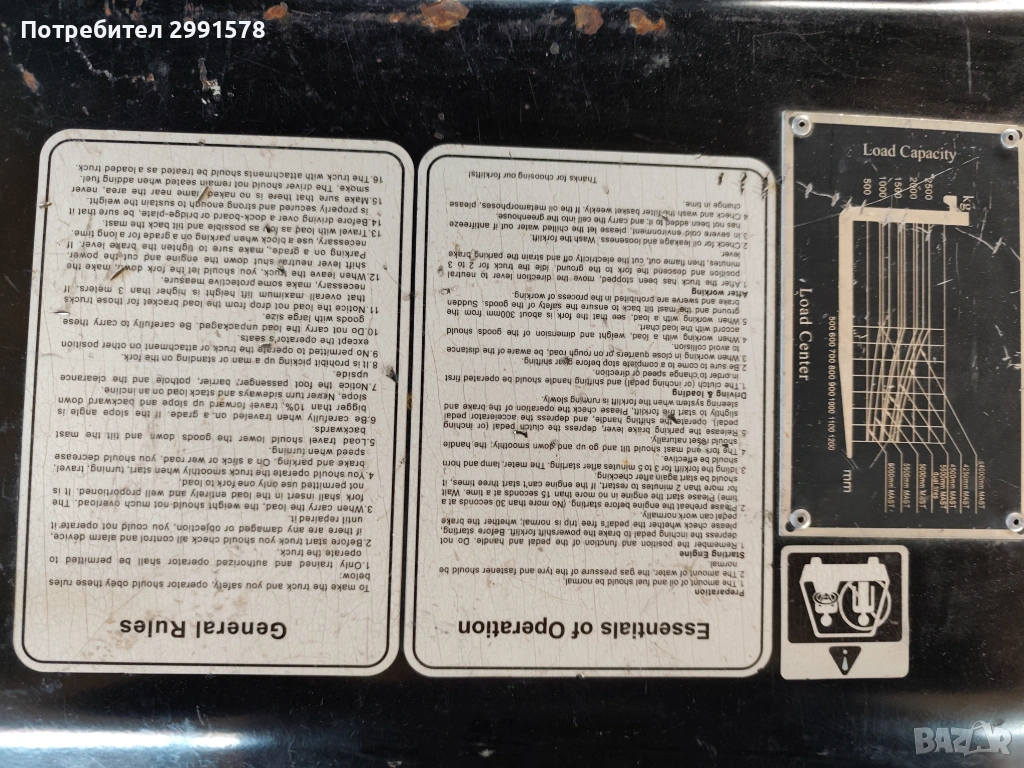 Потребител 2991578
General Rules
To make the truck and you safety, operator should obey these rules
below:
1.Only trained and authorized operator shall be permitted to
operate the truck.
2.Before start truck you should check all control and alarm device,
if there are any damaged or objection, you could not operate it
until repaired it.
3.When carry the load, the weight should not much overload. The
fork shall insert in the load entirely and well proportioned. It is
not permitted use only one fork to load.
4.You should operate the truck smoothly when start, turning, travel,
brake and parking. On a slick or wer road, you should decrease
speed when turning.
5.Load travel should lower the goods down and tilt the mast
backwards.
6.Be carefully when traveled on a grade. If the slope angle is
bigger than 10%, travel forward up slope and backward down
slope. Never turn sideways and stack load on an incline.
7.Notice the foot passenger, barrier, pothole and the clearance
upside.
8.It is prohibit picking up a man or standing on the fork.
9.No permitted to operate the truck or attachment on other position
except the operator's seats.
10.Do not carry the load unpackaged. Be carefully to carry these
goods with large size.
11.Notice the load not drop from the load bracket for those trucks
that overall maximum lift height is higher than 3 meters. If
necessary, make some protective measure.
12.When leave the truck, you should let the fork down, make the
shift lever neutral, shut down the engine and cut the power.
Parking on a grade, make sure to tighten the brake lever. If
necessary, use a block when parking on a grade for a long time.
13.Travel with load as low as possible and tilt back the mast.
14.Before driving over a dock-board or bridge-plate, be sure that it
is properly secured and strong enough to sustain the weight.
15.Make sure that there is no naked flame near the area, never
smoke. The driver should not remain seated when adding fuel.
16.The truck with attachments should be treated as a loaded truck.
Essentials of Operation
Preparation
1.The amount of oil and fuel should be normal.
2.The amount of water, the gas pressure of the tyre and fastener should be
normal
Starting Engine
1.Remember the position and function of the pedal and handle. Do not
depress the inching pedal to brake the powershift forklift. Before starting,
please check whether the pedals free trip is normal, whether the brake
pedal can work normally.
2. Please preheat the engine before starting, (No more than 30 seconds at a
time) Please start the engine in no more than 15 seconds at a time. Wait
for more than 2 minutes to restart. If the engine can't start three times, it
should be start again after checking.
3.Idling the forklift for 3 to 5 minutes after starting. The meter, lamp and horn
should be effective.
4. The fork and mast should rise and go up and down smoothly; the handle
should reset naturally.
5. Release the parking brake lever, depress the clutch pedal (or inching
pedal), operate the shifting handle, and depress the accelerator pedal
slightly to start the forklift. Please check the operation of the brake and
steering system when the forklift is running slowly.
Driving & loading
1.The clutch (or inching pedal) and shifting handle should be operated first
in order to change speed or direction.
2.Be sure to come to a complete stop before gear shifting.
3.When working in close quarters or on rough road, be aware of the distance
to avoid collision.
4.When working with a load, weight and dimension of the goods should
accord with the load chart.
5.When working with a load, see that the fork is about 300mm from the
ground and the mast tilt back to ensure the safety of the goods. Sudden
brake and swerve are prohibited in the process of working.
After working
1.After the truck has been stopped, move the direction lever to neutral
position and descend the fork to the ground, Idle the truck for 2 to 3
minutes, then flame out, cut the electricity off and strain the parking brake
lever
2.Check for oil leakage and looseness. Wash the forklift.
3 In severe cold environment, please let the chilled water out if antifreeze
has not been added to it; and carry the cell into the greenhouse.
4 Check and wash the filter basket weekly. If the oil metamorphoses, please
change in time.
Thanks for choosing our forklifts!
Load Capacity
Kg
2500
2000
1500
1000
500
Load Center
500 600 700 800 900 1000 1100 1200
mm
BAZAR